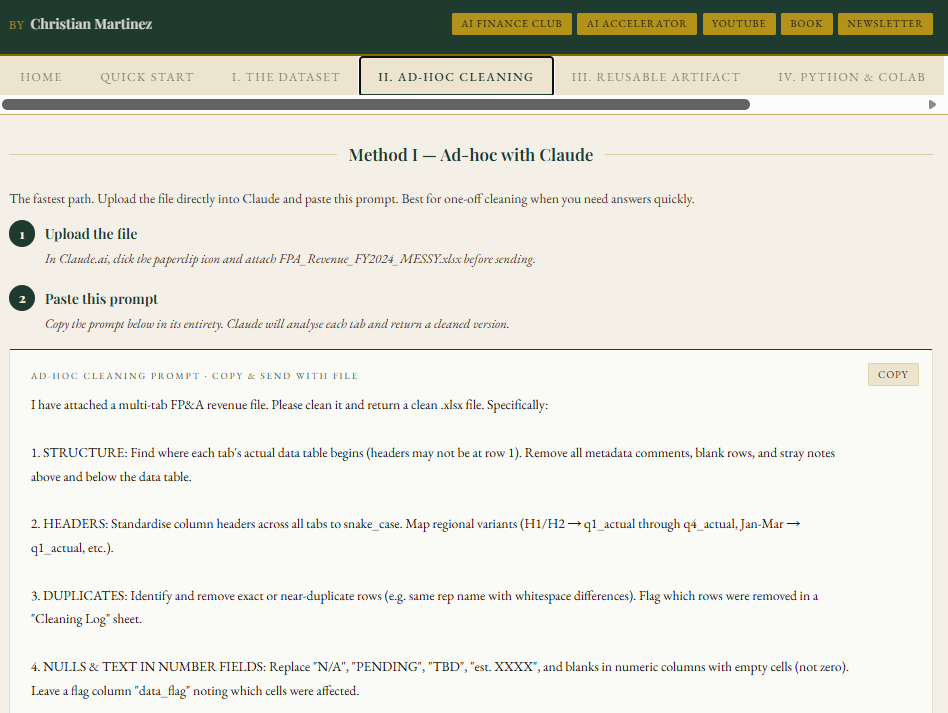 BY Christian Martinez
AI FINANCE CLUB
AI ACCELERATOR
YOUTUBE
BOOK
NEWSLETTER
HOME
QUICK START
I. THE DATASET
II. AD-HOC CLEANING
III. REUSABLE ARTIFACT
IV. PYTHON & COLAB
Method I — Ad-hoc with Claude
The fastest path. Upload the file directly into Claude and paste this prompt. Best for one-off cleaning when you need answers quickly.
1 Upload the file
In Claude.ai, click the paperclip icon and attach FPA_Revenue_FY2024_MESSY.xlsx before sending.
2 Paste this prompt
Copy the prompt below in its entirety. Claude will analyse each tab and return a cleaned version.
AD-HOC CLEANING PROMPT · COPY & SEND WITH FILE
COPY
I have attached a multi-tab FP&A revenue file. Please clean it and return a clean .xlsx file. Specifically:
1. STRUCTURE: Find where each tab's actual data table begins (headers may not be at row 1). Remove all metadata comments, blank rows, and stray notes
above and below the data table.
2. HEADERS: Standardise column headers across all tabs to snake_case. Map regional variants (H1/H2 → q1_actual through q4_actual, Jan-Mar →
q1_actual, etc.).
3. DUPLICATES: Identify and remove exact or near-duplicate rows (e.g. same rep name with whitespace differences). Flag which rows were removed in a
"Cleaning Log" sheet.
4. NULLS & TEXT IN NUMBER FIELDS: Replace "N/A", "PENDING", "TBD", "est. XXXX", and blanks in numeric columns with empty cells (not zero).
Leave a flag column "data_flag" noting which cells were affected.